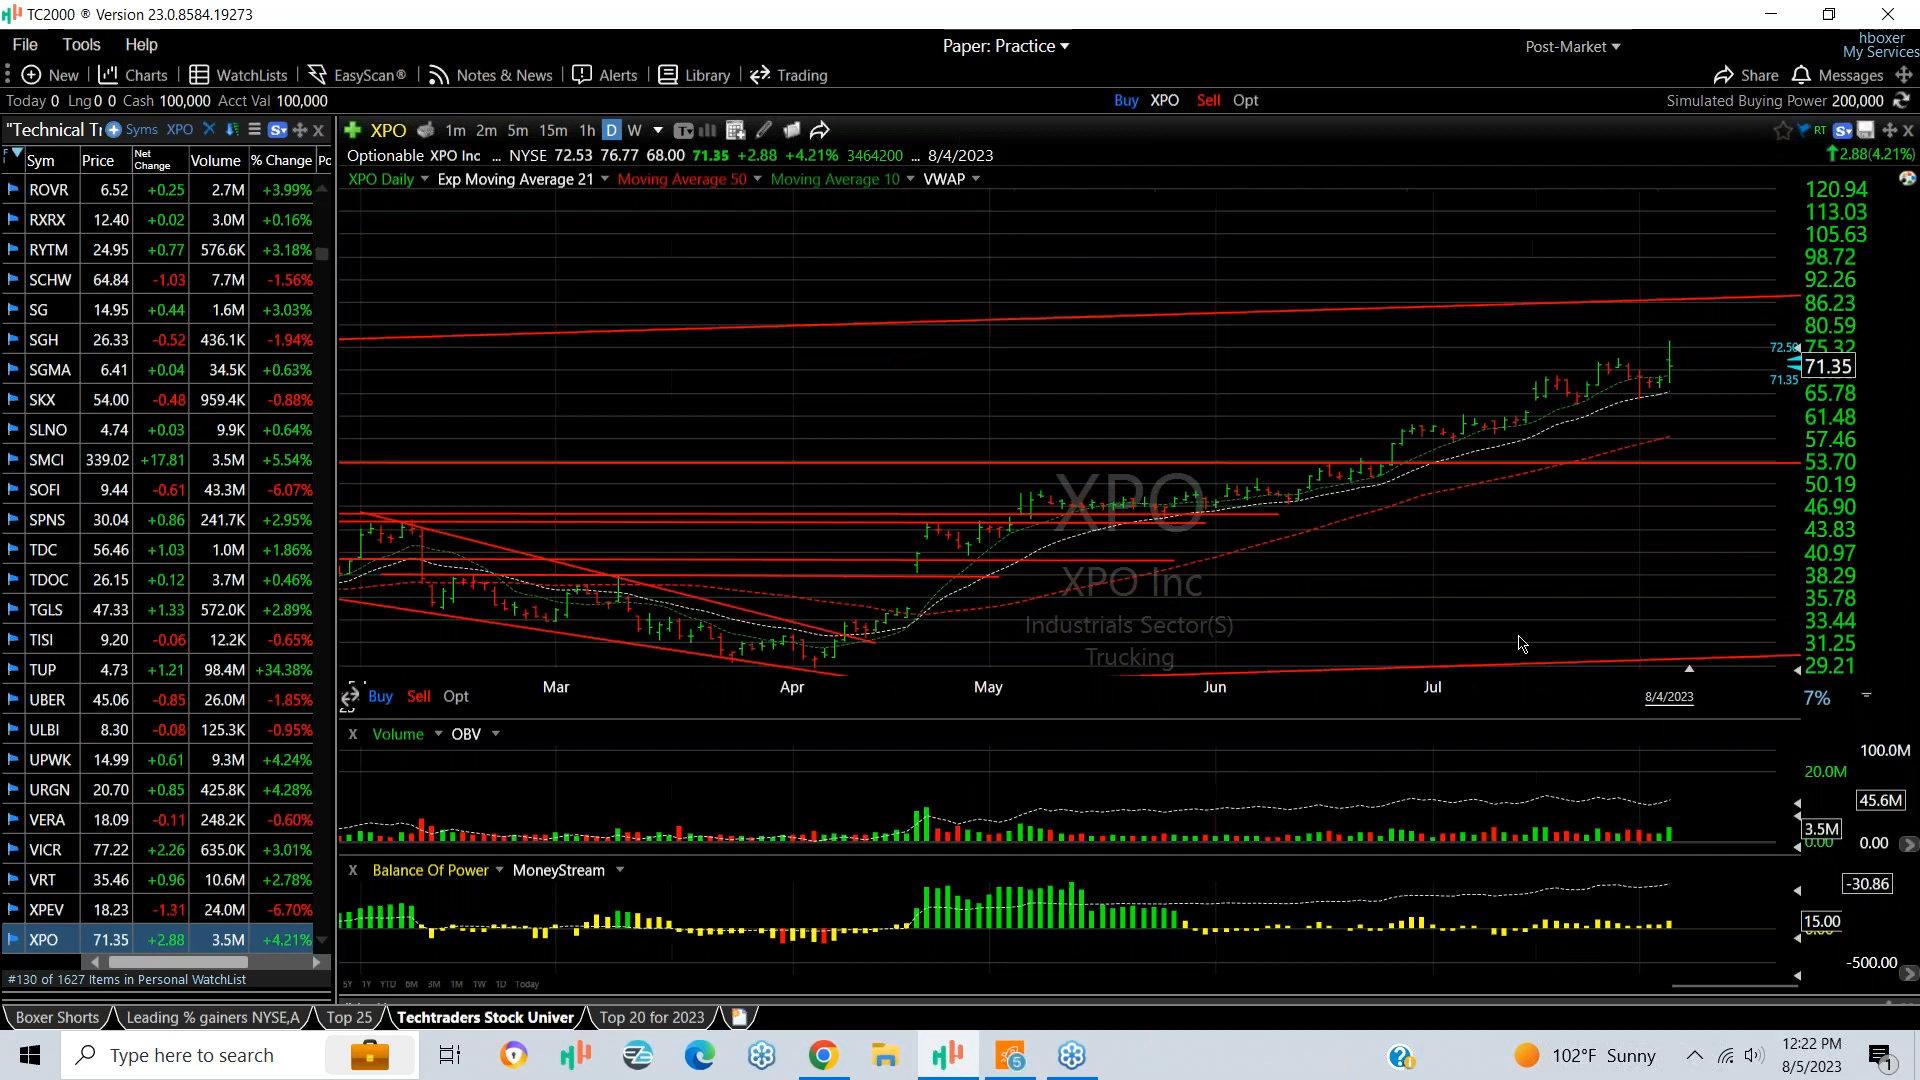 TC2000 ® Version 23.0.8584.19273
File Tools Help
Paper: Practice
Post-Market
hboxer
My Services
New Charts WatchLists EasyScan® Notes & News Alerts Library Trading
Share Messages
Today 0 Lng 0 0 Cash 100,000 Acct Val 100,000
Buy XPO Sell Opt
Simulated Buying Power 200,000
"Technical Tr Syms XPO
XPO 1m 2m 5m 15m 1h D W
RT
Sym Price Net Change Volume % Change Pc
Optionable XPO Inc ... NYSE 72.53 76.77 68.00 71.35 +2.88 +4.21% 3464200 ... 8/4/2023
2.88(4.21%)
XPO Daily Exp Moving Average 21 Moving Average 50 Moving Average 10 VWAP
ROVR 6.52 +0.25 2.7M +3.99%
RXRX 12.40 +0.02 3.0M +0.16%
RYTM 24.95 +0.77 576.6K +3.18%
SCHW 64.84 -1.03 7.7M -1.56%
SG 14.95 +0.44 1.6M +3.03%
SGH 26.33 -0.52 436.1K -1.94%
SGMA 6.41 +0.04 34.5K +0.63%
SKX 54.00 -0.48 959.4K -0.88%
SLNO 4.74 +0.03 9.9K +0.64%
SMCI 339.02 +17.81 3.5M +5.54%
SOFI 9.44 -0.61 43.3M -6.07%
SPNS 30.04 +0.86 241.7K +2.95%
TDC 56.46 +1.03 1.0M +1.86%
TDOC 26.15 +0.12 3.7M +0.46%
TGLS 47.33 +1.33 572.0K +2.89%
TISI 9.20 -0.06 12.2K -0.65%
TUP 4.73 +1.21 98.4M +34.38%
UBER 45.06 -0.85 26.0M -1.85%
ULBI 8.30 -0.08 125.3K -0.95%
UPWK 14.99 +0.61 9.3M +4.24%
URGN 20.70 +0.85 425.8K +4.28%
VERA 18.09 -0.11 248.2K -0.60%
VICR 77.22 +2.26 635.0K +3.01%
VRT 35.46 +0.96 10.6M +2.78%
XPEV 18.23 -1.31 24.0M -6.70%
XPO 71.35 +2.88 3.5M +4.21%
#130 of 1627 Items in Personal WatchList
120.94
113.03
105.63
98.72
92.26
86.23
80.59
75.32
72.50
71.35
71.35
65.78
61.48
57.46
53.70
50.19
46.90
43.83
40.97
38.29
35.78
33.44
31.25
29.21
XPO
XPO Inc
Industrials Sector(S)
Trucking
Mar Apr May Jun Jul
8/4/2023
7%
Buy Sell Opt
X Volume OBV
100.0M
20.0M
45.6M
3.5M
0.00 0.00
X Balance Of Power MoneyStream
-30.86
15.00
-500.00
5Y 1Y YTD 6M 3M 1M 1W 1D Today
Boxer Shorts Leading % gainers NYSE,A Top 25 Techtraders Stock Univer Top 20 for 2023
Type here to search
5
102°F Sunny
12:22 PM
8/5/2023
1